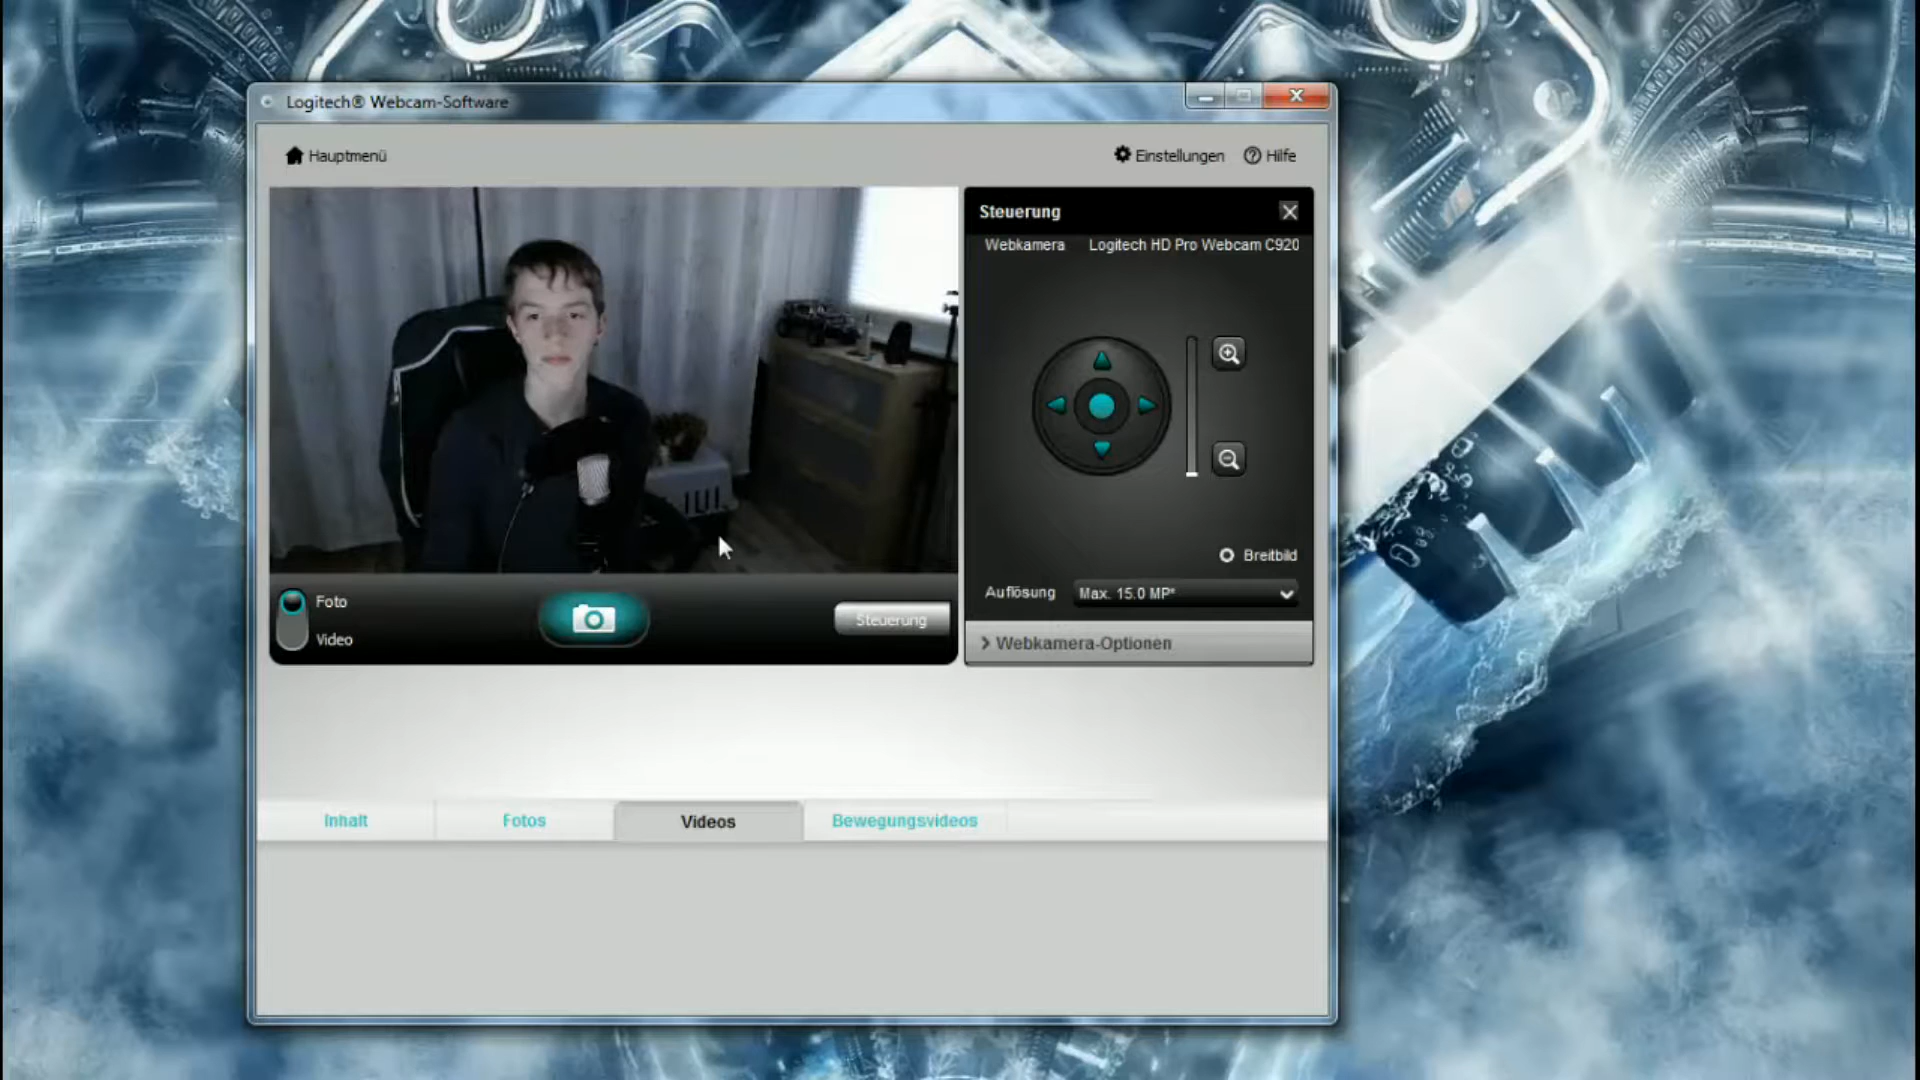 Logitech® Webcam-Software
Hauptmenü
Einstellungen
Hilfe
Steuerung
Webkamera
Logitech HD Pro Webcam C920
Breitbild
Auflösung
Max. 15.0 MP*
Webkamera-Optionen
Foto
Video
Steuerung
Inhalt
Fotos
Videos
Bewegungsvideos